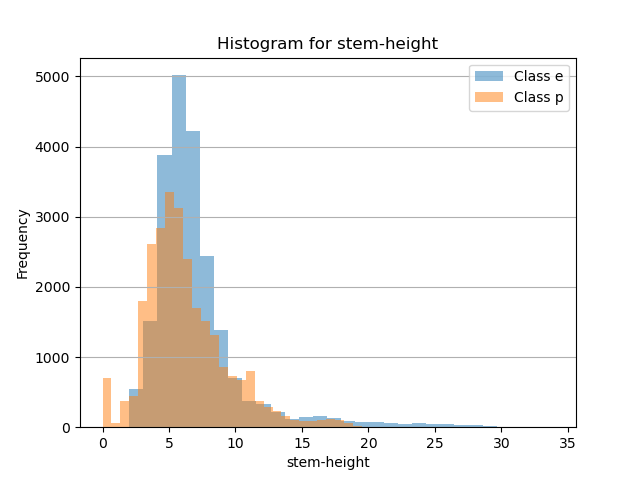 Histogram for stem-height
Class e
Class p
Frequency
5000
4000
3000
2000
1000
0
0 5 10 15 20 25 30 35
stem-height